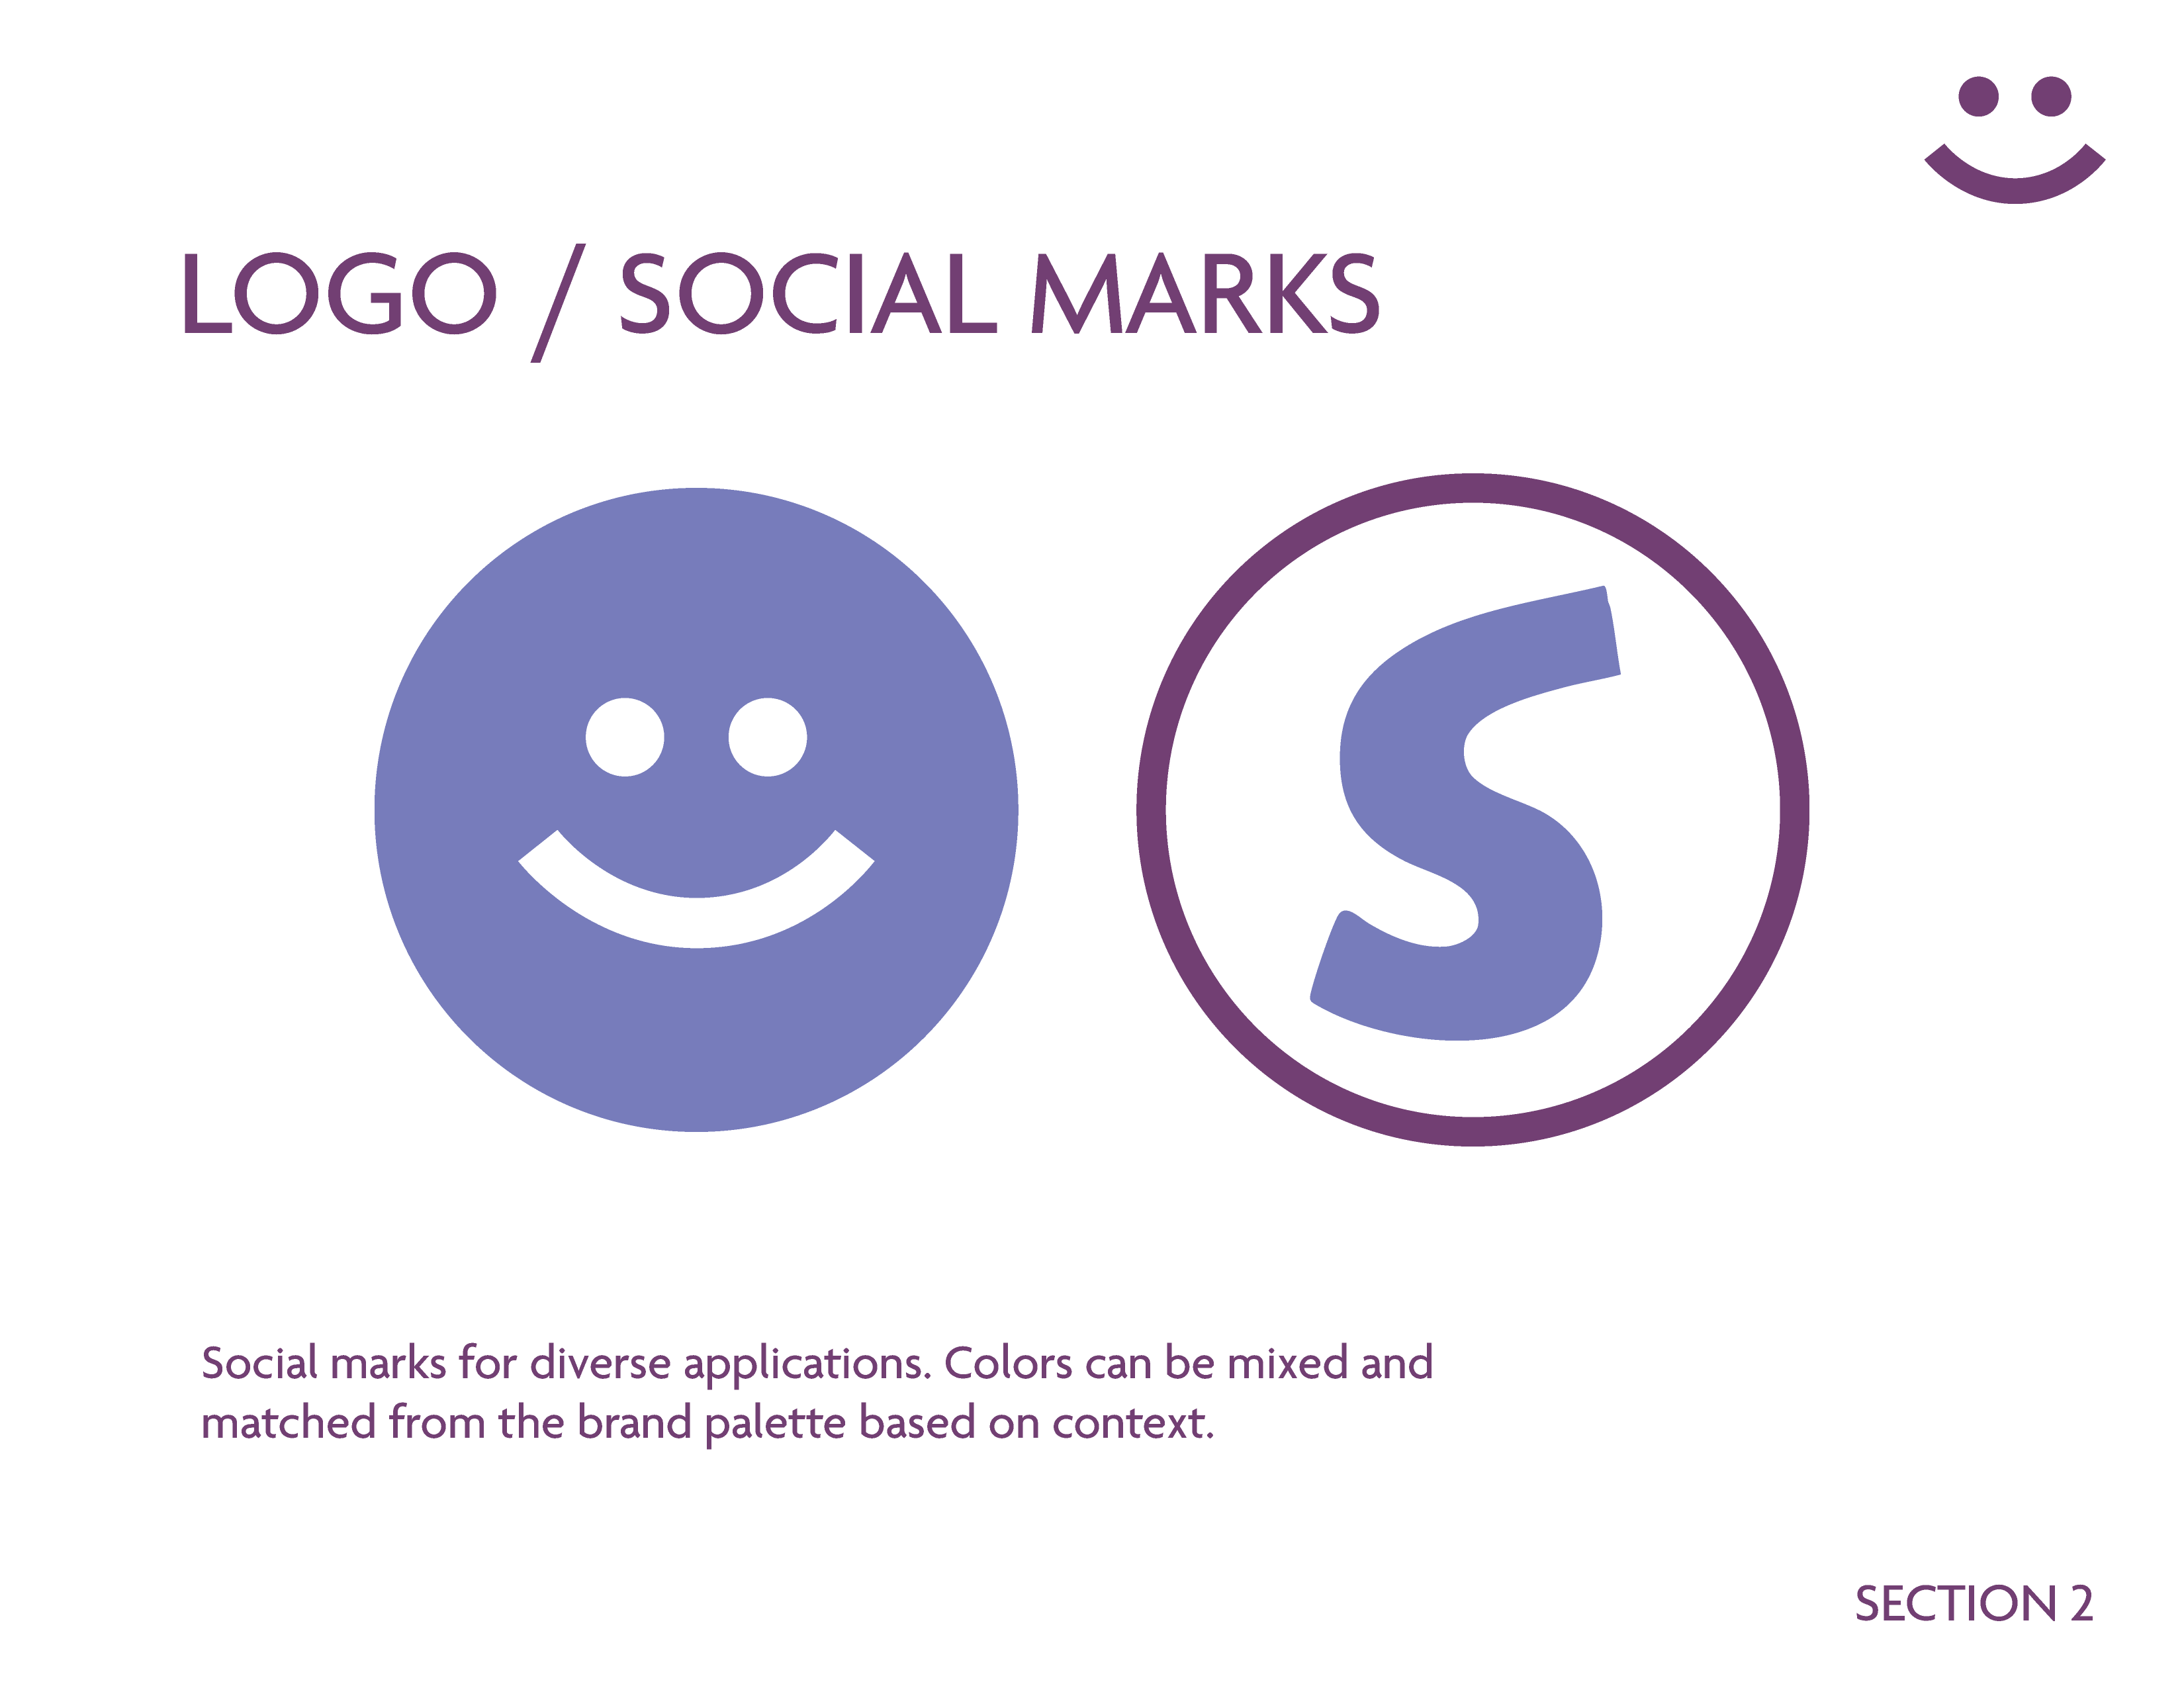 LOGO / SOCIAL MARKS
S
Social marks for diverse applications. Colors can be mixed and
matched from the brand palette based on context.
SECTION 2